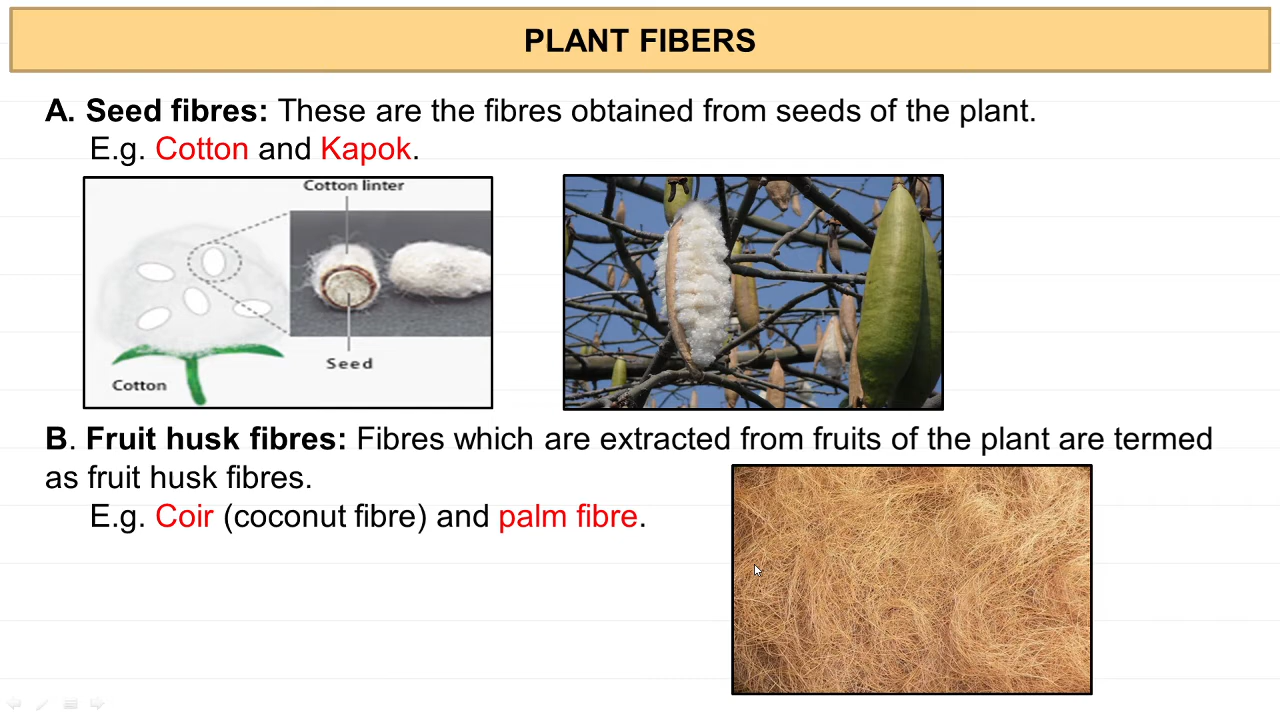 PLANT FIBERS
A. Seed fibres: These are the fibres obtained from seeds of the plant.
E.g. Cotton and Kapok.
Cotton linter
Seed
Cotton
B. Fruit husk fibres: Fibres which are extracted from fruits of the plant are termed
as fruit husk fibres.
E.g. Coir (coconut fibre) and palm fibre.